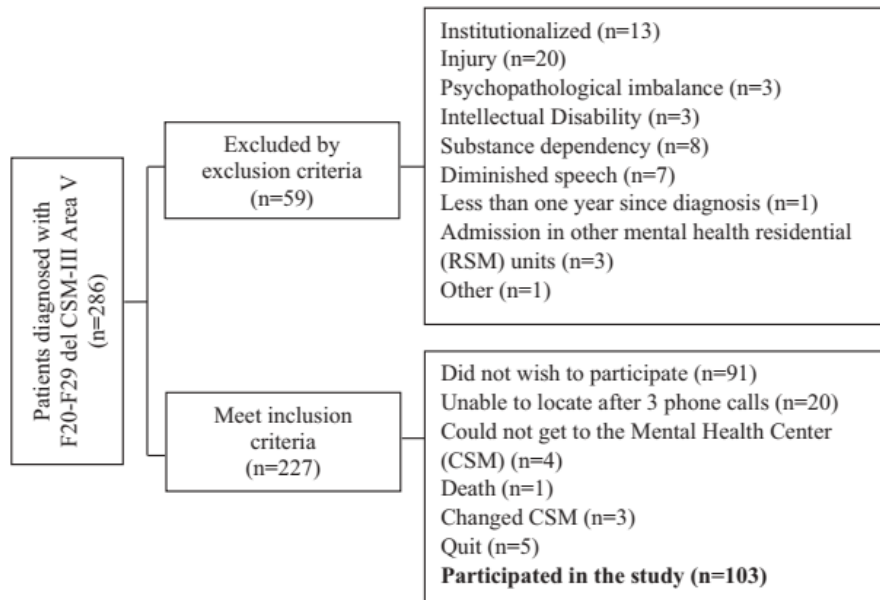 Patients diagnosed with
F20-F29 del CSM-III Area V
(n=286)
Excluded by
exclusion criteria
(n=59)
Institutionalized (n=13)
Injury (n=20)
Psychopathological imbalance (n=3)
Intellectual Disability (n=3)
Substance dependency (n=8)
Diminished speech (n=7)
Less than one year since diagnosis (n=1)
Admission in other mental health residential
(RSM) units (n=3)
Other (n=1)
Meet inclusion
criteria
(n=227)
Did not wish to participate (n=91)
Unable to locate after 3 phone calls (n=20)
Could not get to the Mental Health Center
(CSM) (n=4)
Death (n=1)
Changed CSM (n=3)
Quit (n=5)
Participated in the study (n=103)